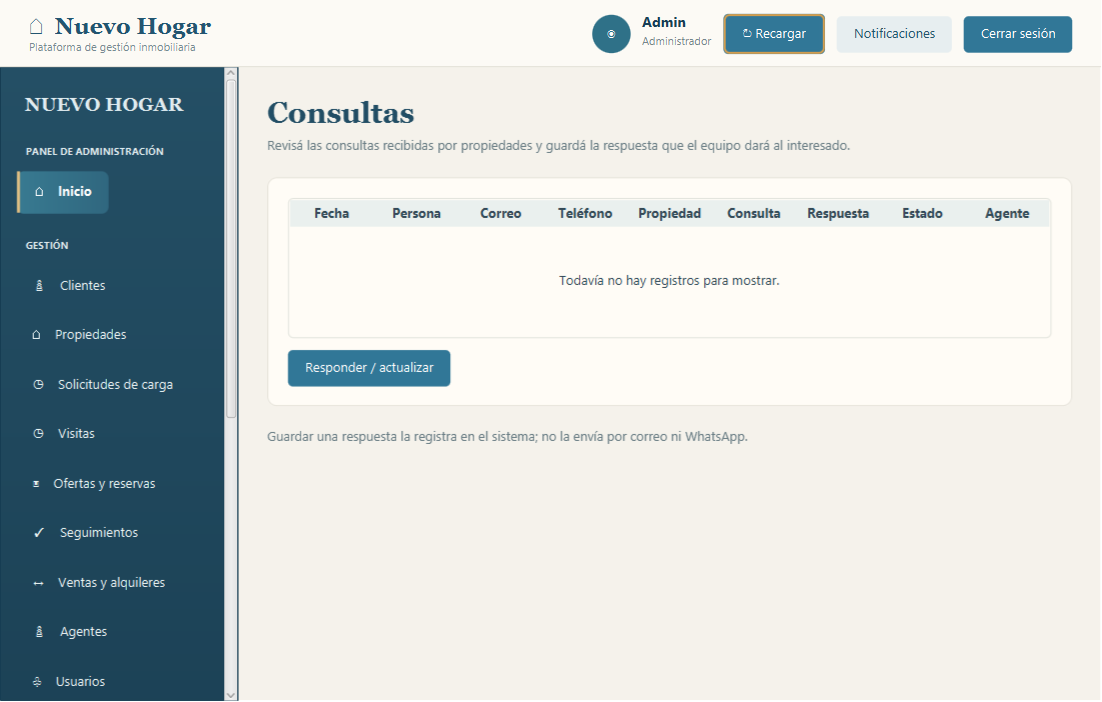 Nuevo Hogar
Plataforma de gestión inmobiliaria
Admin
Administrador
↻ Recargar
Notificaciones
Cerrar sesión
NUEVO HOGAR
PANEL DE ADMINISTRACIÓN
Inicio
GESTIÓN
Clientes
Propiedades
Solicitudes de carga
Visitas
Ofertas y reservas
✓ Seguimientos
↔ Ventas y alquileres
Agentes
Usuarios
Consultas
Revisá las consultas recibidas por propiedades y guardá la respuesta que el equipo dará al interesado.
Fecha Persona Correo Teléfono Propiedad Consulta Respuesta Estado Agente
Todavía no hay registros para mostrar.
Responder / actualizar
Guardar una respuesta la registra en el sistema; no la envía por correo ni WhatsApp.